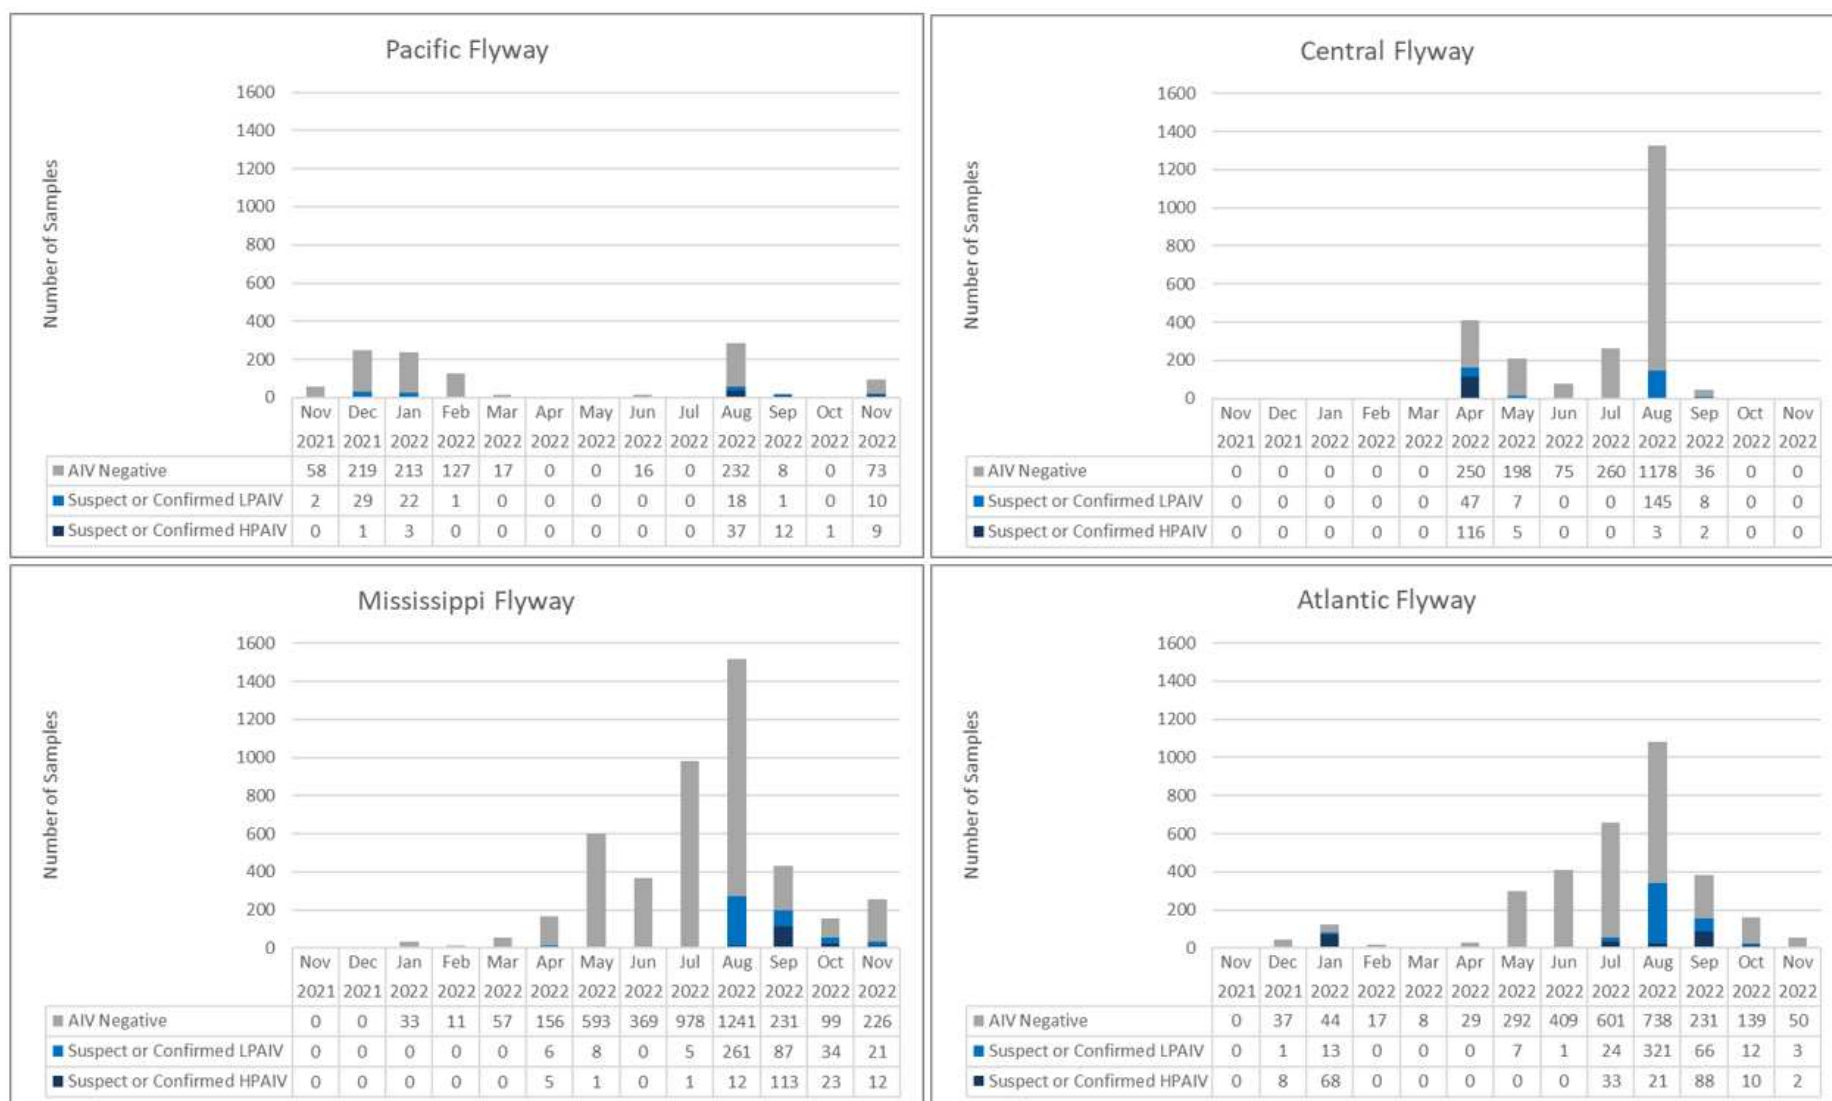 Pacific Flyway
Number of Samples
1600
1400
1200
1000
800
600
400
200
0
Nov Dec Jan Feb Mar Apr May Jun Jul Aug Sep Oct Nov
2021 2021 2022 2022 2022 2022 2022 2022 2022 2022 2022 2022 2022
AIV Negative 58 219 213 127 17 0 0 16 0 232 8 0 73
Suspect or Confirmed LPAIV 2 29 22 1 0 0 0 0 0 18 1 0 10
Suspect or Confirmed HPAIV 0 1 3 0 0 0 0 0 0 37 12 1 9
Central Flyway
Number of Samples
1600
1400
1200
1000
800
600
400
200
0
Nov Dec Jan Feb Mar Apr May Jun Jul Aug Sep Oct Nov
2021 2021 2022 2022 2022 2022 2022 2022 2022 2022 2022 2022 2022
AIV Negative 0 0 0 0 0 250 198 75 260 1178 36 0 0
Suspect or Confirmed LPAIV 0 0 0 0 0 47 7 0 0 145 8 0 0
Suspect or Confirmed HPAIV 0 0 0 0 0 116 5 0 0 3 2 0 0
Mississippi Flyway
Number of Samples
1600
1400
1200
1000
800
600
400
200
0
Nov Dec Jan Feb Mar Apr May Jun Jul Aug Sep Oct Nov
2021 2021 2022 2022 2022 2022 2022 2022 2022 2022 2022 2022 2022
AIV Negative 0 0 33 11 57 156 593 369 978 1241 231 99 226
Suspect or Confirmed LPAIV 0 0 0 0 0 6 8 0 5 261 87 34 21
Suspect or Confirmed HPAIV 0 0 0 0 0 5 1 0 1 12 113 23 12
Atlantic Flyway
Number of Samples
1600
1400
1200
1000
800
600
400
200
0
Nov Dec Jan Feb Mar Apr May Jun Jul Aug Sep Oct Nov
2021 2021 2022 2022 2022 2022 2022 2022 2022 2022 2022 2022 2022
AIV Negative 0 37 44 17 8 29 292 409 601 738 231 139 50
Suspect or Confirmed LPAIV 0 1 13 0 0 0 7 1 24 321 66 12 3
Suspect or Confirmed HPAIV 0 8 68 0 0 0 0 0 33 21 88 10 2